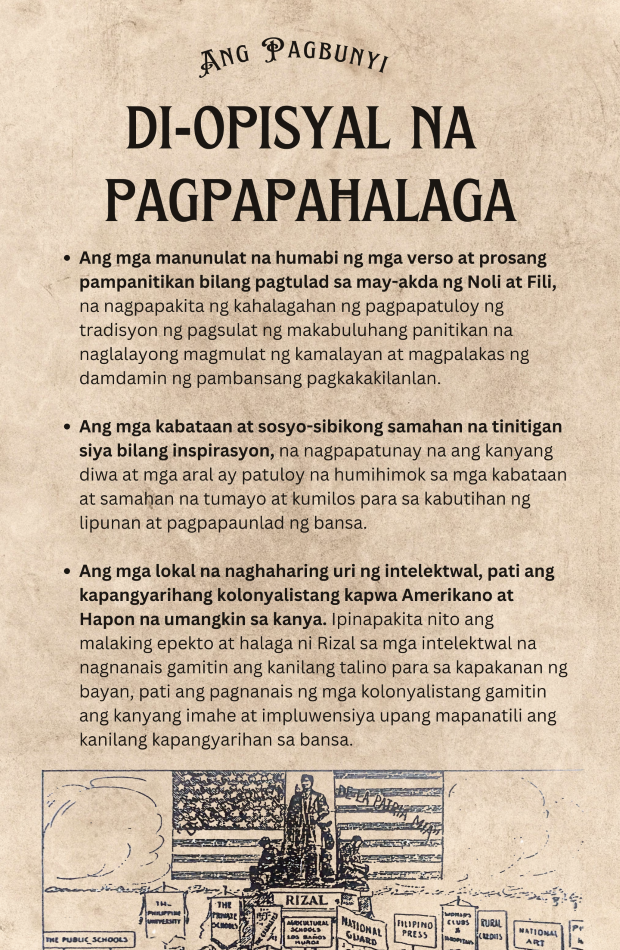 Ang Pagbunyi
DI-OPISYAL NA
PAGPAPAHALAGA
• Ang mga manunulat na humabi ng mga verso at prosang
pampanitikan bilang pagtulad sa may-akda ng Noli at Fili,
na nagpapakita ng kahalagahan ng pagpapatuloy ng
tradisyon ng pagsulat ng makabuluhang panitikan na
naglalayong magmulat ng kamalayan at magpalakas ng
damdamin ng pambansang pagkakakilanlan.
• Ang mga kabataan at sosyo-sibikong samahan na tinitigan
siya bilang inspirasyon, na nagpapatunay na ang kanyang
diwa at mga aral ay patuloy na humihimok sa mga kabataan
at samahan na tumayo at kumilos para sa kabutihan ng
lipunan at pagpapaunlad ng bansa.
• Ang mga lokal na naghaharing uri ng intelektwal, pati ang
kapangyarihang kolonyalistang kapwa Amerikano at
Hapon na umangkin sa kanya. Ipinapakita nito ang
malaking epekto at halaga ni Rizal sa mga intelektwal na
nagnanais gamitin ang kanilang talino para sa kapakanan ng
bayan, pati ang pagnanais ng mga kolonyalistang gamitin
ang kanyang imahe at impluwensiya upang mapanatili ang
kanilang kapangyarihan sa bansa.
DE LA PATRIA MIA"
RIZAL
THE
PHILIPPINE
UNIVERSITY
THE
PRIVATE
SCHOOLS
AGRICULTURAL
SCHOOLS
LOS BAÑOS
MUÑOZ
NATIONAL
GUARD
FILIPINO
PRESS
WOMAN'S
CLUBS
&
RURAL
CREDITS
NATIONAL
ART
THE PUBLIC SCHOOLS